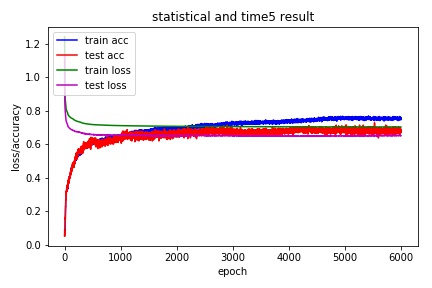 statistical and time5 result
train acc
test acc
train loss
test loss
loss/accuracy
1.2
1.0
0.8
0.6
0.4
0.2
0.0
0 1000 2000 3000 4000 5000 6000
epoch